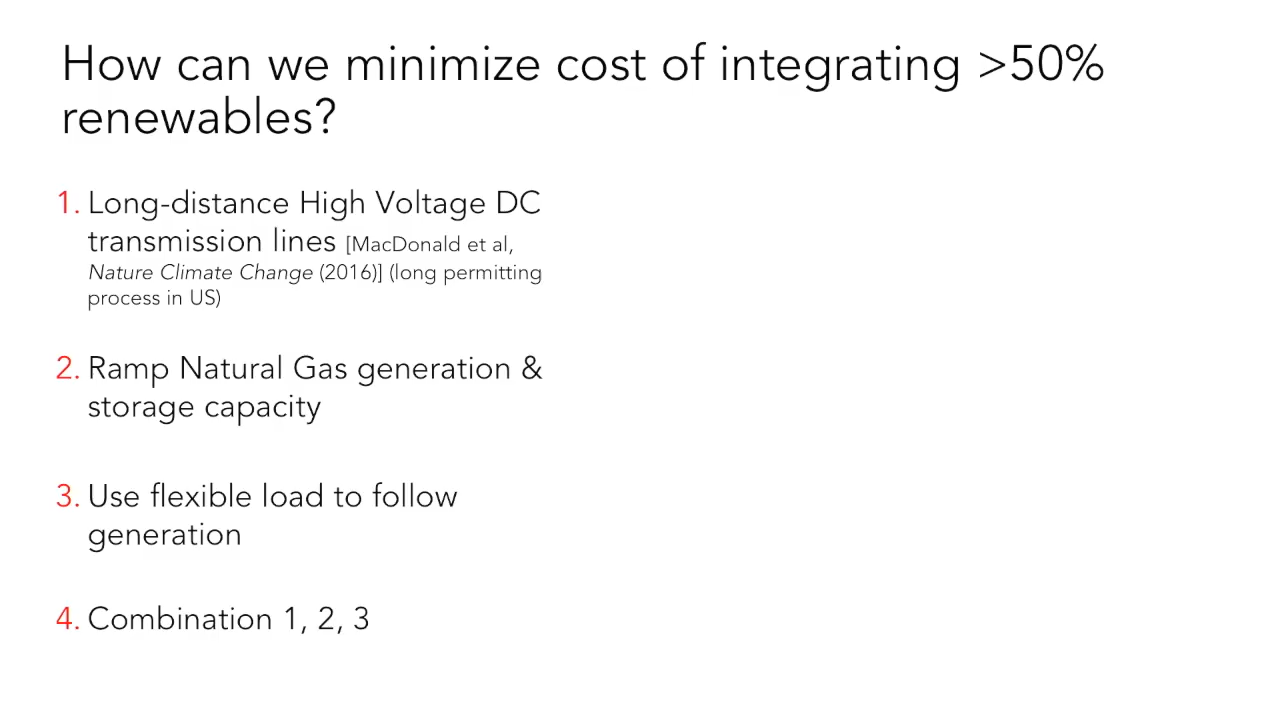 How can we minimize cost of integrating >50%
renewables?
1. Long-distance High Voltage DC
transmission lines [MacDonald et al,
Nature Climate Change (2016)] (long permitting
process in US)
2. Ramp Natural Gas generation &
storage capacity
3. Use flexible load to follow
generation
4. Combination 1, 2, 3